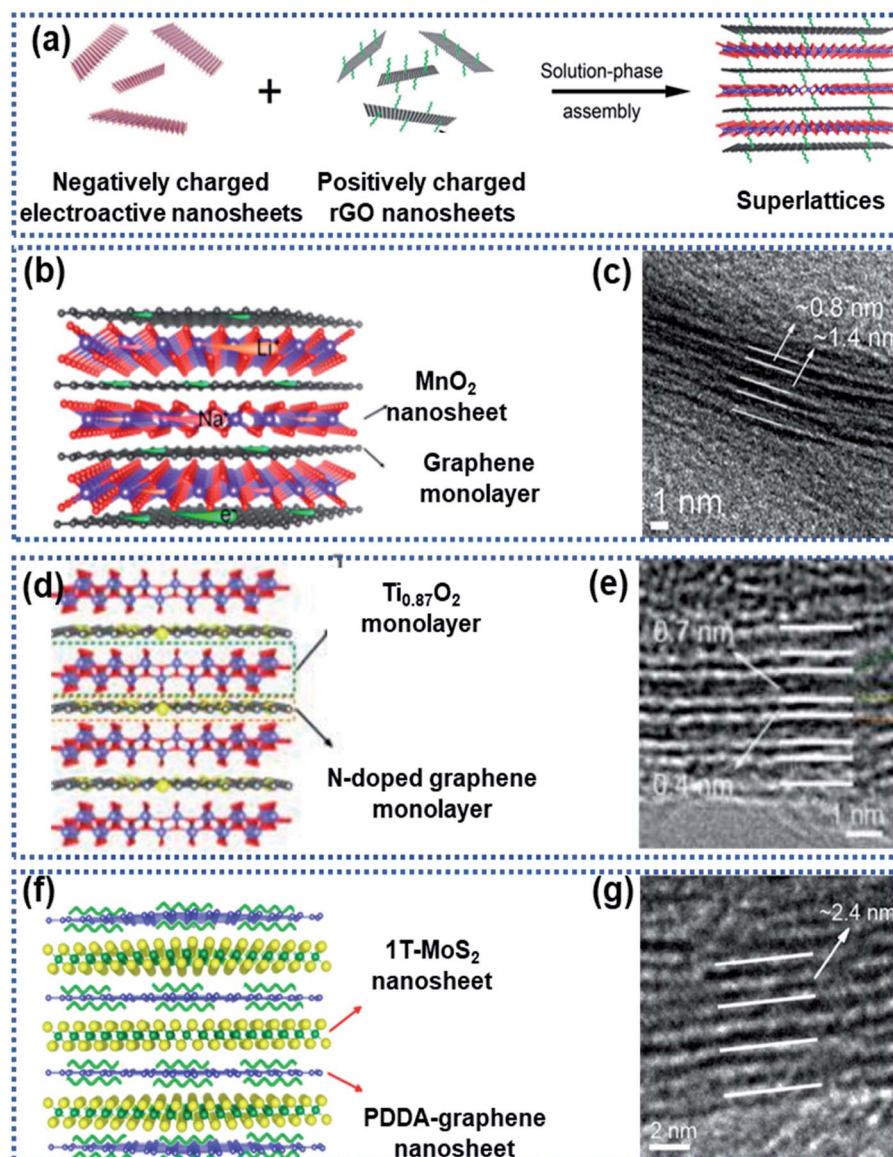 (a)
+
Solution-phase
assembly
Negatively charged
electroactive nanosheets
Positively charged
rGO nanosheets
Superlattices
(b)
Li⁺
Na⁺
e⁻
MnO₂
nanosheet
Graphene
monolayer
(c)
~0.8 nm
~1.4 nm
1 nm
(d)
Ti₀.₈₇O₂
monolayer
N-doped graphene
monolayer
(e)
0.7 nm
0.4 nm
1 nm
(f)
1T-MoS₂
nanosheet
PDDA-graphene
nanosheet
(g)
~2.4 nm
2 nm